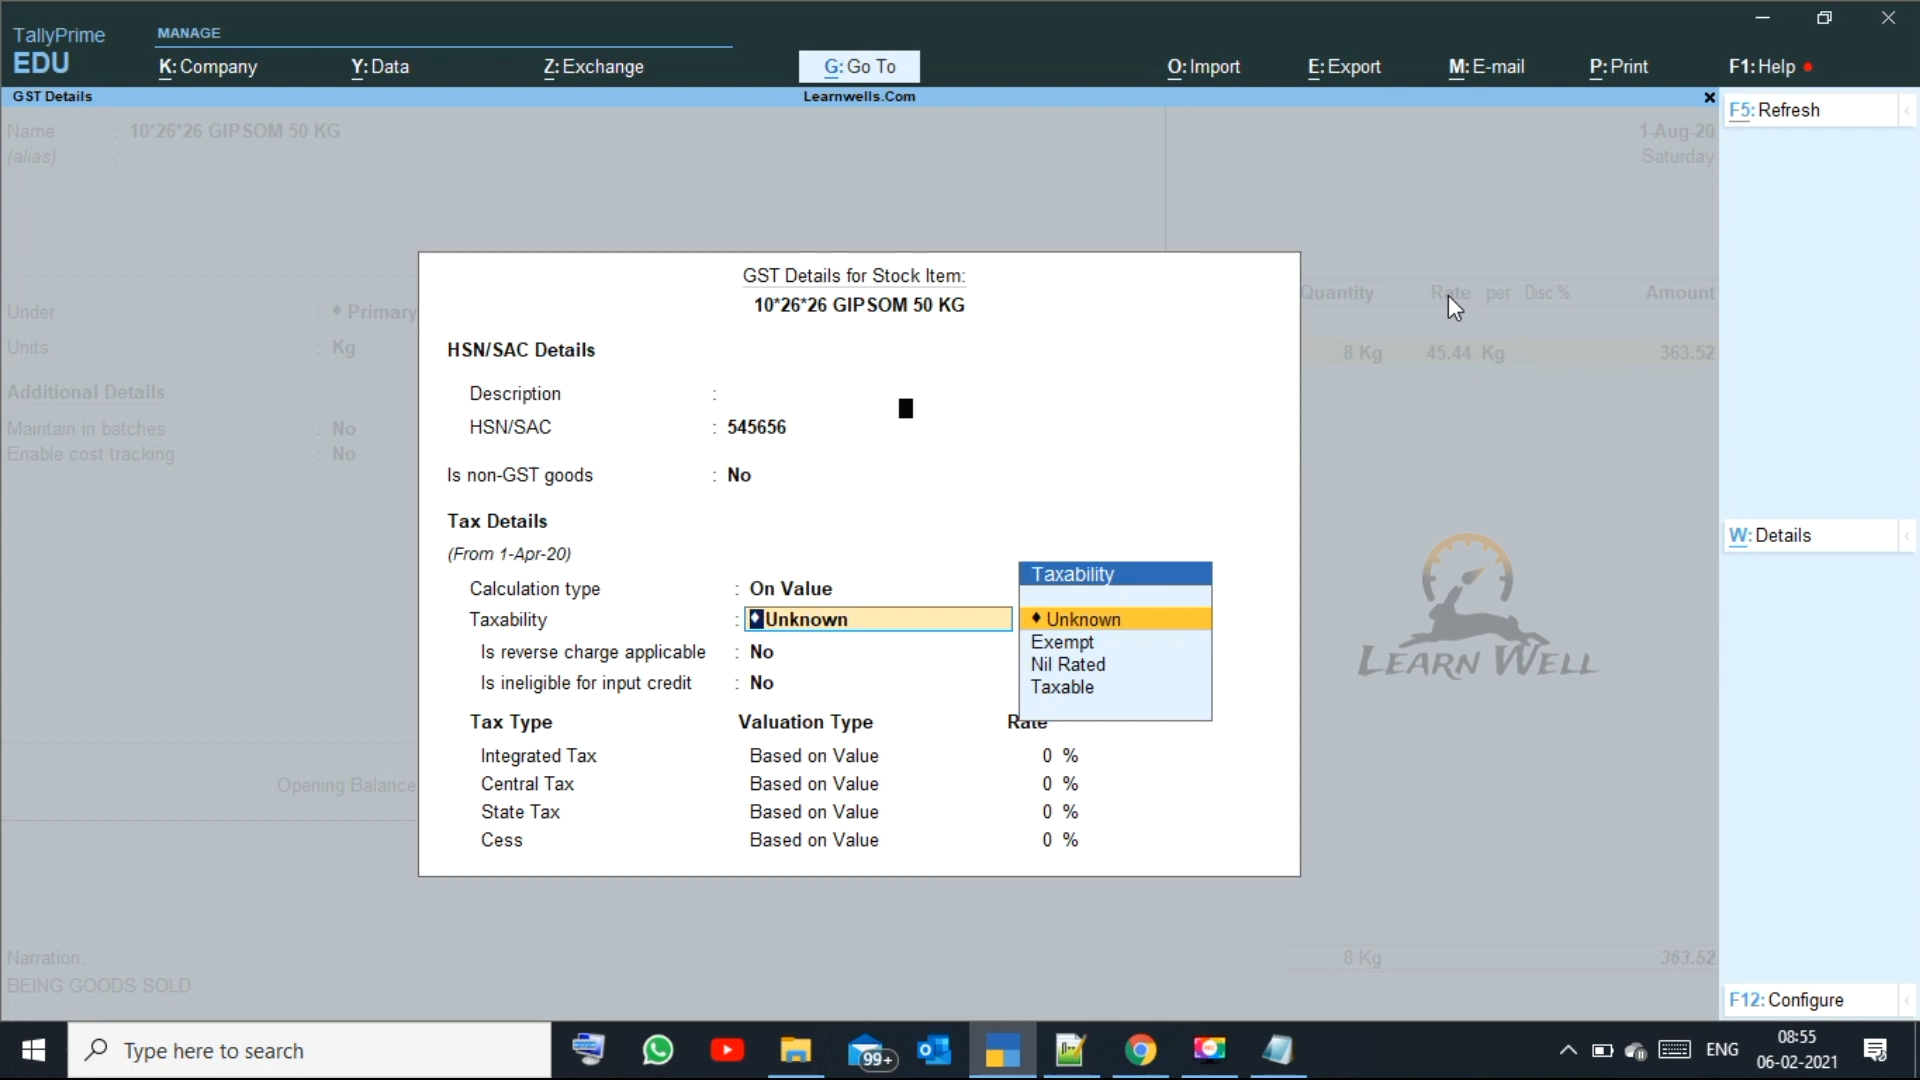 TallyPrime
EDU
MANAGE
K: Company
Y: Data
Z: Exchange
G: Go To
O: Import
E: Export
M: E-mail
P: Print
F1: Help
GST Details
Learnwells.Com
F5: Refresh
Name : 10*26*26 GIPSOM 50 KG
(alias) :
1-Aug-20
Saturday
GST Details for Stock Item:
10*26*26 GIPSOM 50 KG
Quantity Rate per Disc % Amount
Under : ♦ Primary
Units : Kg
8 Kg 45.44 Kg 363.52
HSN/SAC Details
Additional Details
Description :
HSN/SAC : 545656
Maintain in batches : No
Enable cost tracking : No
Is non-GST goods : No
Tax Details
W: Details
(From 1-Apr-20)
Calculation type : On Value
Taxability : ♦ Unknown
Taxability
♦ Unknown
Exempt
Nil Rated
Taxable
Is reverse charge applicable : No
Is ineligible for input credit : No
LEARN WELL
Tax Type Valuation Type Rate
Integrated Tax Based on Value 0 %
Central Tax Based on Value 0 %
State Tax Based on Value 0 %
Cess Based on Value 0 %
Opening Balance
Narration:
BEING GOODS SOLD
8 Kg 363.52
F12: Configure
Type here to search
99+
ENG
08:55
06-02-2021